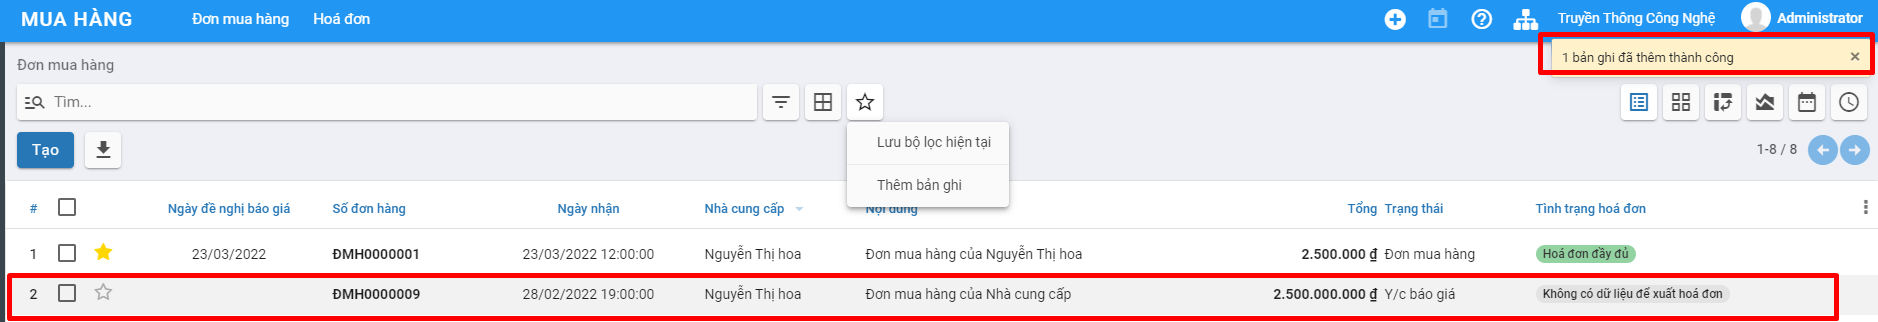 MUA HÀNG Đơn mua hàng Hoá đơn Truyền Thông Công Nghệ Administrator
1 bản ghi đã thêm thành công ×
Đơn mua hàng
Tìm...
Lưu bộ lọc hiện tại
Thêm bản ghi
Tạo
1-8 / 8
# Ngày đề nghị báo giá Số đơn hàng Ngày nhận Nhà cung cấp Nội dung Tổng Trạng thái Tình trạng hoá đơn
1 23/03/2022 ĐMH0000001 23/03/2022 12:00:00 Nguyễn Thị hoa Đơn mua hàng của Nguyễn Thị hoa 2.500.000 ₫ Đơn mua hàng Hoá đơn đầy đủ
2 ĐMH0000009 28/02/2022 19:00:00 Nguyễn Thị hoa Đơn mua hàng của Nhà cung cấp 2.500.000.000 ₫ Y/c báo giá Không có dữ liệu để xuất hoá đơn